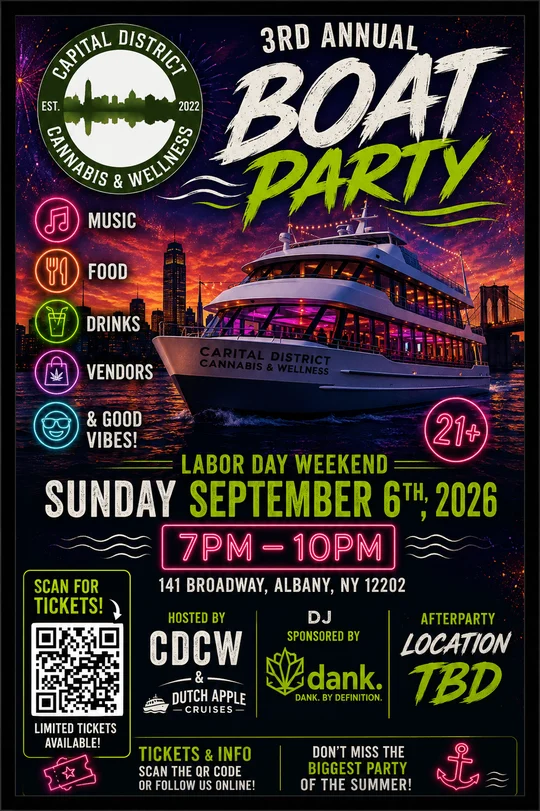 CAPITAL DISTRICT
EST. 2022
CANNABIS & WELLNESS
3RD ANNUAL
BOAT
PARTY
MUSIC
FOOD
DRINKS
VENDORS
& GOOD
VIBES!
CARITAL DISTRICT
CANNABIS & WELLNESS
21+
LABOR DAY WEEKEND
SUNDAY SEPTEMBER 6TH, 2026
7PM – 10PM
141 BROADWAY, ALBANY, NY 12202
SCAN FOR
TICKETS!
LIMITED TICKETS
AVAILABLE!
HOSTED BY
CDCW
&
DUTCH APPLE
CRUISES
DJ
SPONSORED BY
dank.
DANK. BY DEFINITION.
AFTERPARTY
LOCATION
TBD
TICKETS & INFO
SCAN THE QR CODE
OR FOLLOW US ONLINE!
DON'T MISS THE
BIGGEST PARTY
OF THE SUMMER!